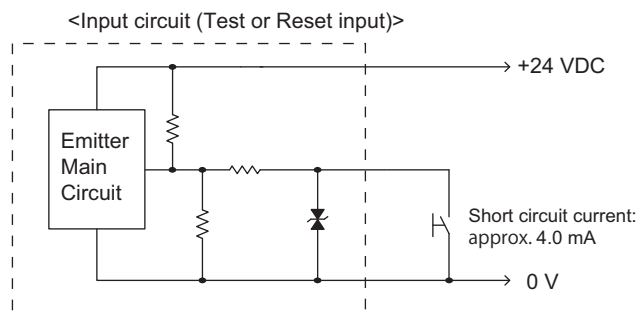 <Input circuit (Test or Reset input)>
+24 VDC
Emitter
Main
Circuit
Short circuit current:
approx. 4.0 mA
0 V